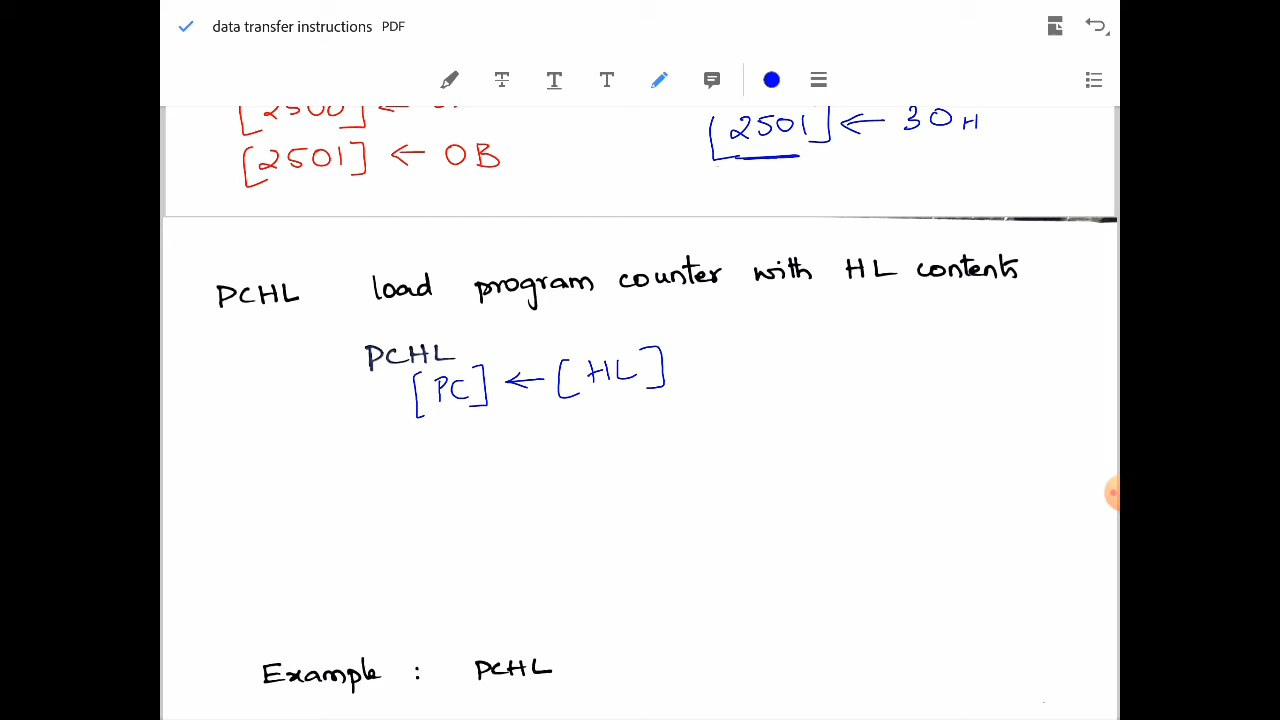 data transfer instructions PDF
[2500] ←
[2501] ← 30H
[2501] ← 0B
PCHL load program counter with HL contents
PCHL
[PC] ← [HL]
Example : PCHL